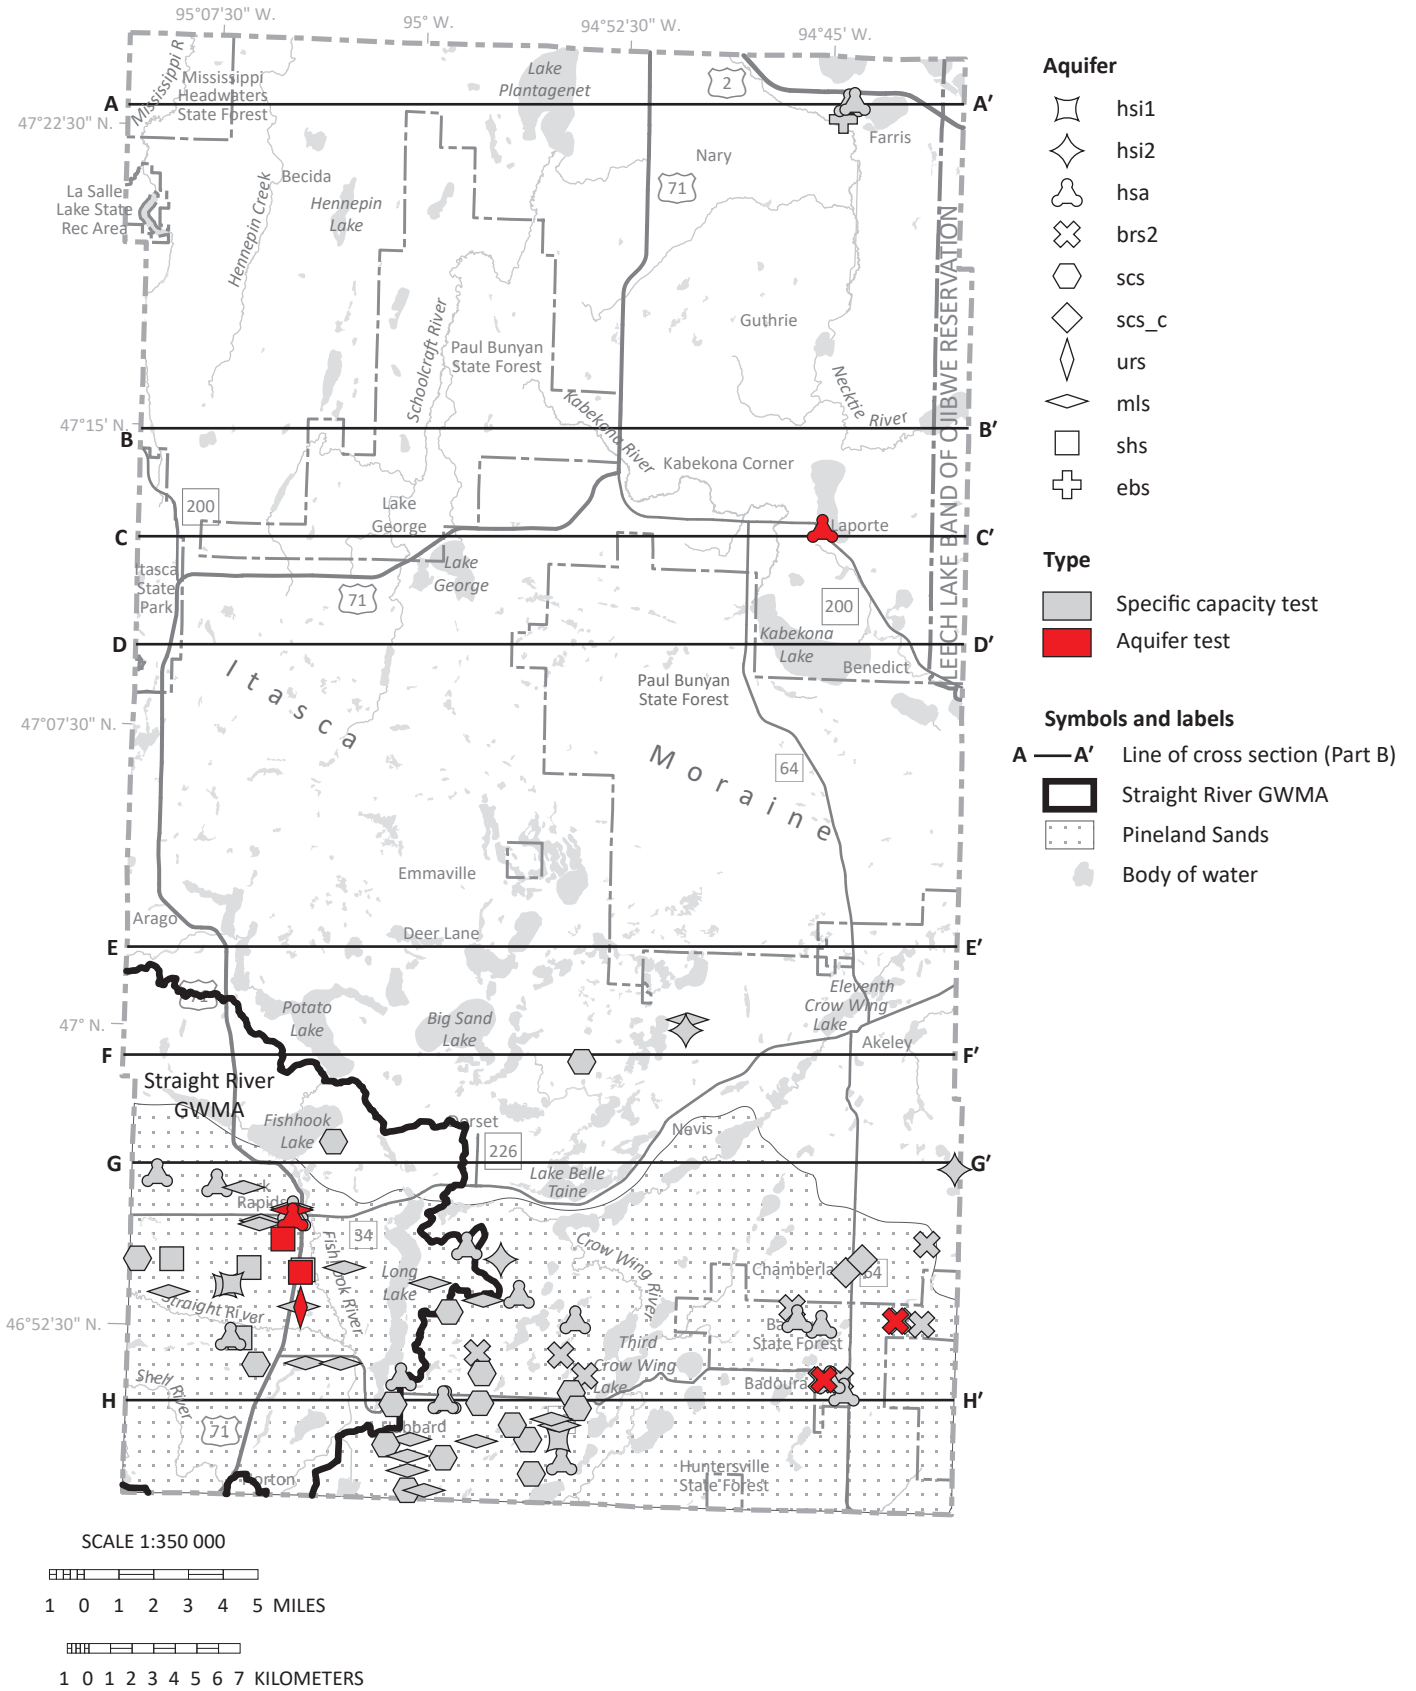 95°07'30" W.
95° W.
94°52'30" W.
94°45' W.
Mississippi R
Mississippi
Headwaters
State Forest
Lake
Plantagenet
2
A
A′
47°22'30" N.
Farris
Nary
71
Becida
La Salle
Lake State
Rec Area
Hennepin
Lake
Hennepin Creek
LEECH LAKE BAND OF OJIBWE RESERVATION
Schoolcraft River
Guthrie
Paul Bunyan
State Forest
Necktie River
Kabekona River
47°15' N.
B
B′
Kabekona Corner
200
Lake
George
Laporte
C
C′
Itasca
State
Park
Lake
George
71
200
Kabekona
Lake
D
D′
Benedict
Paul Bunyan
State Forest
Itasca
Moraine
47°07'30" N.
64
Emmaville
Arago
Deer Lane
E
E′
71
Eleventh
Crow Wing
Lake
Potato
Lake
Big Sand
Lake
47° N.
Akeley
F
F′
Straight River
GWMA
Fishhook
Lake
Dorset
Nevis
226
G
G′
Lake Belle
Taine
Rapids
34
Fishhook River
Crow Wing River
Long
Lake
Chamberla
64
Straight River
46°52'30" N.
Ba
State Forest
Third
Crow Wing
Lake
Shell River
Badoura
H
H′
71
bbard
Huntersville
State Forest
orton
SCALE 1:350 000
1 0 1 2 3 4 5 MILES
1 0 1 2 3 4 5 6 7 KILOMETERS
Aquifer
hsi1
hsi2
hsa
brs2
scs
scs_c
urs
mls
shs
ebs
Type
Specific capacity test
Aquifer test
Symbols and labels
A — A′ Line of cross section (Part B)
Straight River GWMA
Pineland Sands
Body of water